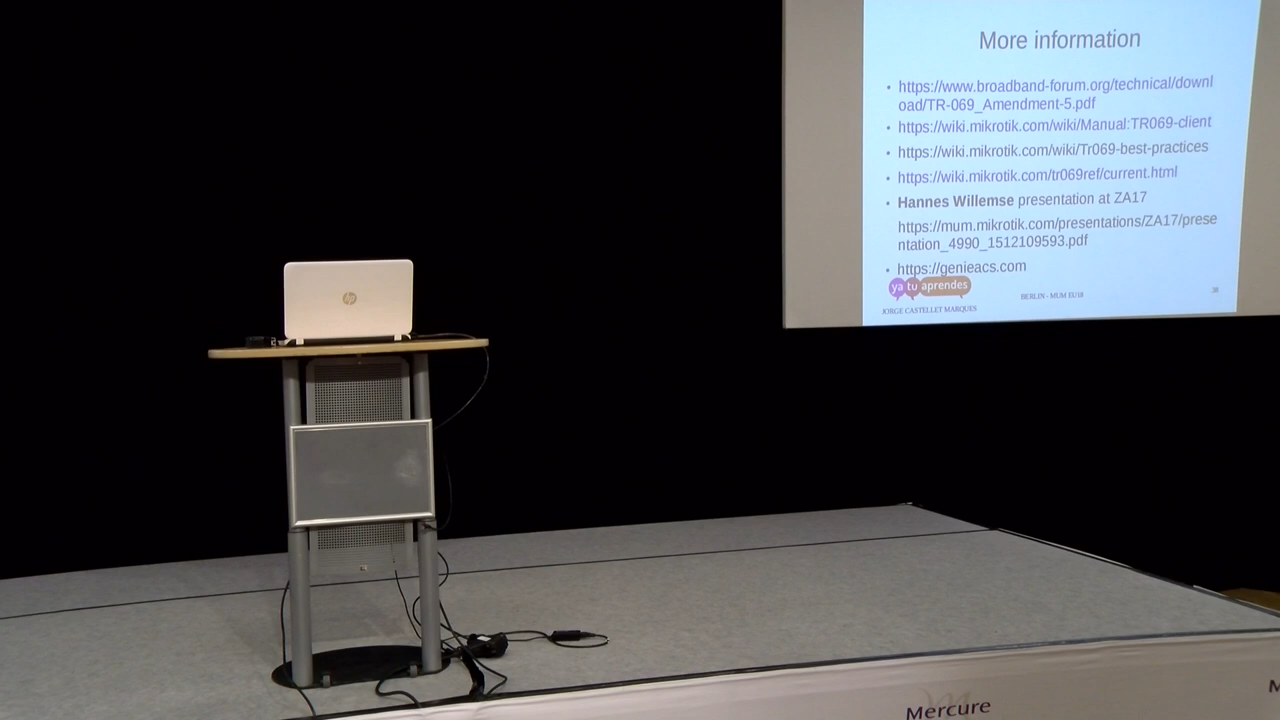 More information
• https://www.broadband-forum.org/technical/downl
oad/TR-069_Amendment-5.pdf
• https://wiki.mikrotik.com/wiki/Manual:TR069-client
• https://wiki.mikrotik.com/wiki/Tr069-best-practices
• https://wiki.mikrotik.com/tr069ref/current.html
• Hannes Willemse presentation at ZA17
https://mum.mikrotik.com/presentations/ZA17/prese
ntation_4990_1512109593.pdf
• https://genieacs.com
ya tu aprendes
JORGE CASTELLET MARQUES
BERLIN - MUM EU18
hp
Mercure
M